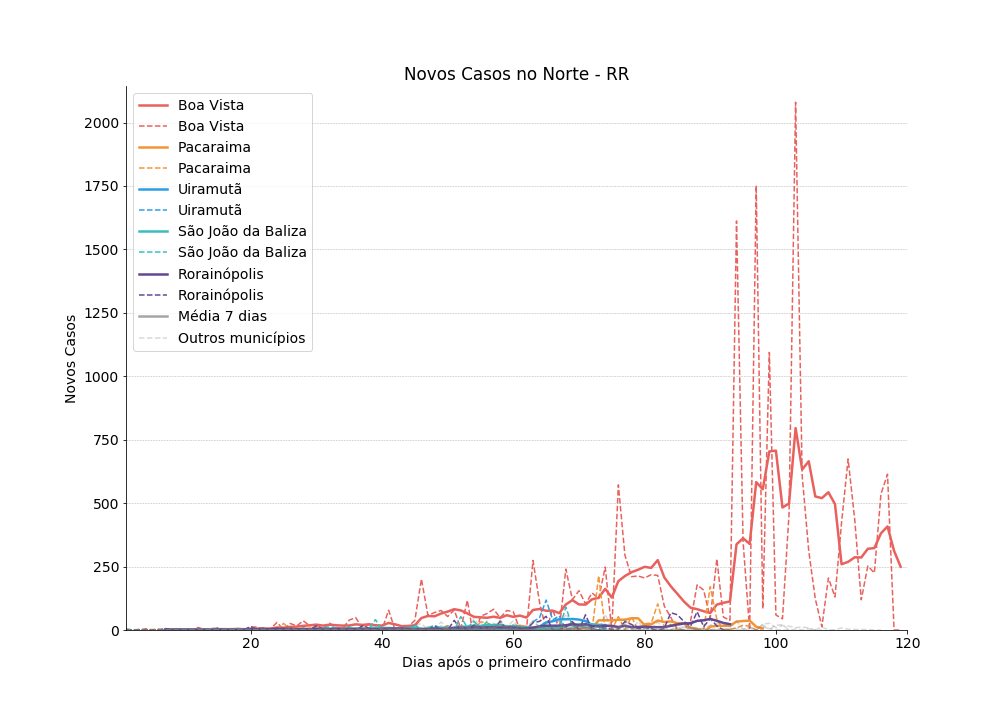 Novos Casos no Norte - RR
2000
1750
1500
1250
1000
750
500
250
0
Novos Casos
Boa Vista
Boa Vista
Pacaraima
Pacaraima
Uiramutã
Uiramutã
São João da Baliza
São João da Baliza
Rorainópolis
Rorainópolis
Média 7 dias
Outros municípios
20
40
60
80
100
120
Dias após o primeiro confirmado